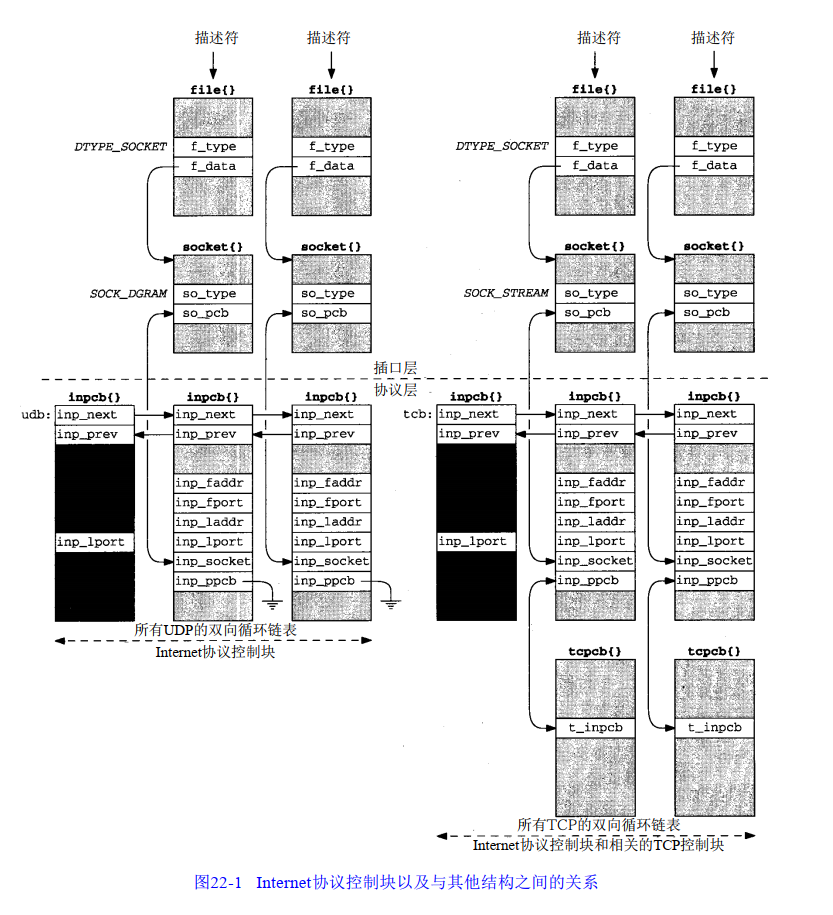 描述符 描述符 描述符 描述符
file{} file{} file{} file{}
DTYPE_SOCKET f_type f_type DTYPE_SOCKET f_type f_type
f_data f_data f_data f_data
socket{} socket{} socket{} socket{}
SOCK_DGRAM so_type so_type SOCK_STREAM so_type so_type
so_pcb so_pcb so_pcb so_pcb
插口层
协议层
inpcb{} inpcb{} inpcb{} inpcb{} inpcb{} inpcb{}
udb: inp_next inp_next inp_next tcb: inp_next inp_next inp_next
inp_prev inp_prev inp_prev inp_prev inp_prev inp_prev
inp_faddr inp_faddr inp_faddr inp_faddr
inp_fport inp_fport inp_fport inp_fport
inp_laddr inp_laddr inp_laddr inp_laddr
inp_lport inp_lport inp_lport inp_lport inp_lport inp_lport
inp_socket inp_socket inp_socket inp_socket
inp_ppcb inp_ppcb inp_ppcb inp_ppcb
所有UDP的双向循环链表
Internet协议控制块
tcpcb{} tcpcb{}
t_inpcb t_inpcb
所有TCP的双向循环链表
Internet协议控制块和相关的TCP控制块
图22-1 Internet协议控制块以及与其他结构之间的关系